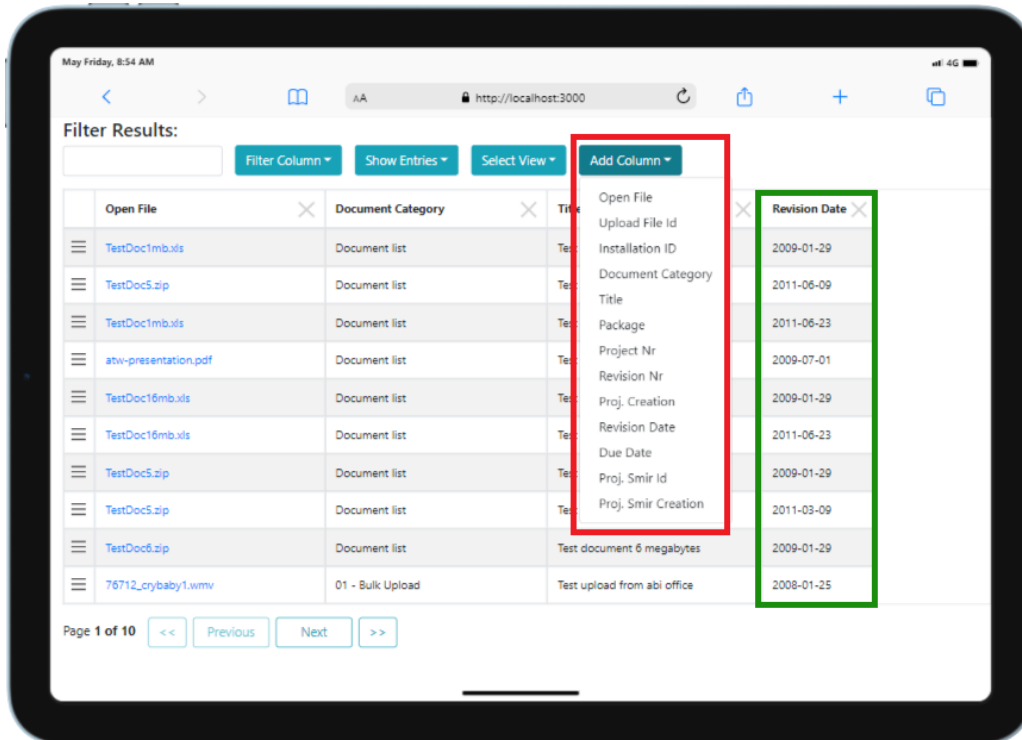 May Friday, 8:54 AM 4G
AA http://localhost:3000
Filter Results:
Filter Column Show Entries Select View Add Column
Open File
Upload File Id
Installation ID
Document Category
Title
Package
Project Nr
Revision Nr
Proj. Creation
Revision Date
Due Date
Proj. Smir Id
Proj. Smir Creation
Open File Document Category Revision Date
TestDoc1mb.xls Document list 2009-01-29
TestDoc5.zip Document list 2011-06-09
TestDoc1mb.xls Document list 2011-06-23
atw-presentation.pdf Document list 2009-07-01
TestDoc16mb.xls Document list 2009-01-29
TestDoc16mb.xls Document list 2011-06-23
TestDoc5.zip Document list 2009-01-29
TestDoc5.zip Document list 2011-03-09
TestDoc6.zip Document list Test document 6 megabytes 2009-01-29
76712_crybaby1.wmv 01 - Bulk Upload Test upload from abi office 2008-01-25
Page 1 of 10 << Previous Next >>